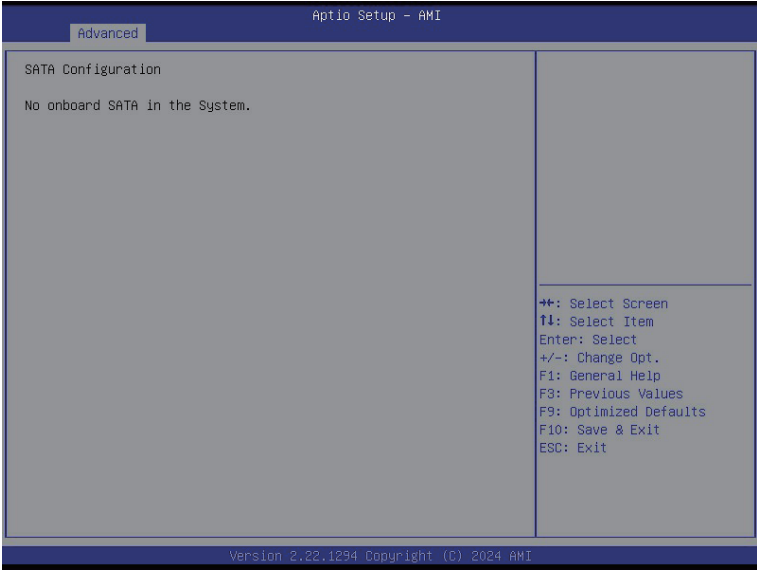 Aptio Setup – AMI
Advanced
SATA Configuration
No onboard SATA in the System.
→←: Select Screen
↑↓: Select Item
Enter: Select
+/-: Change Opt.
F1: General Help
F3: Previous Values
F9: Optimized Defaults
F10: Save & Exit
ESC: Exit
Version 2.22.1294 Copyright (C) 2024 AMI